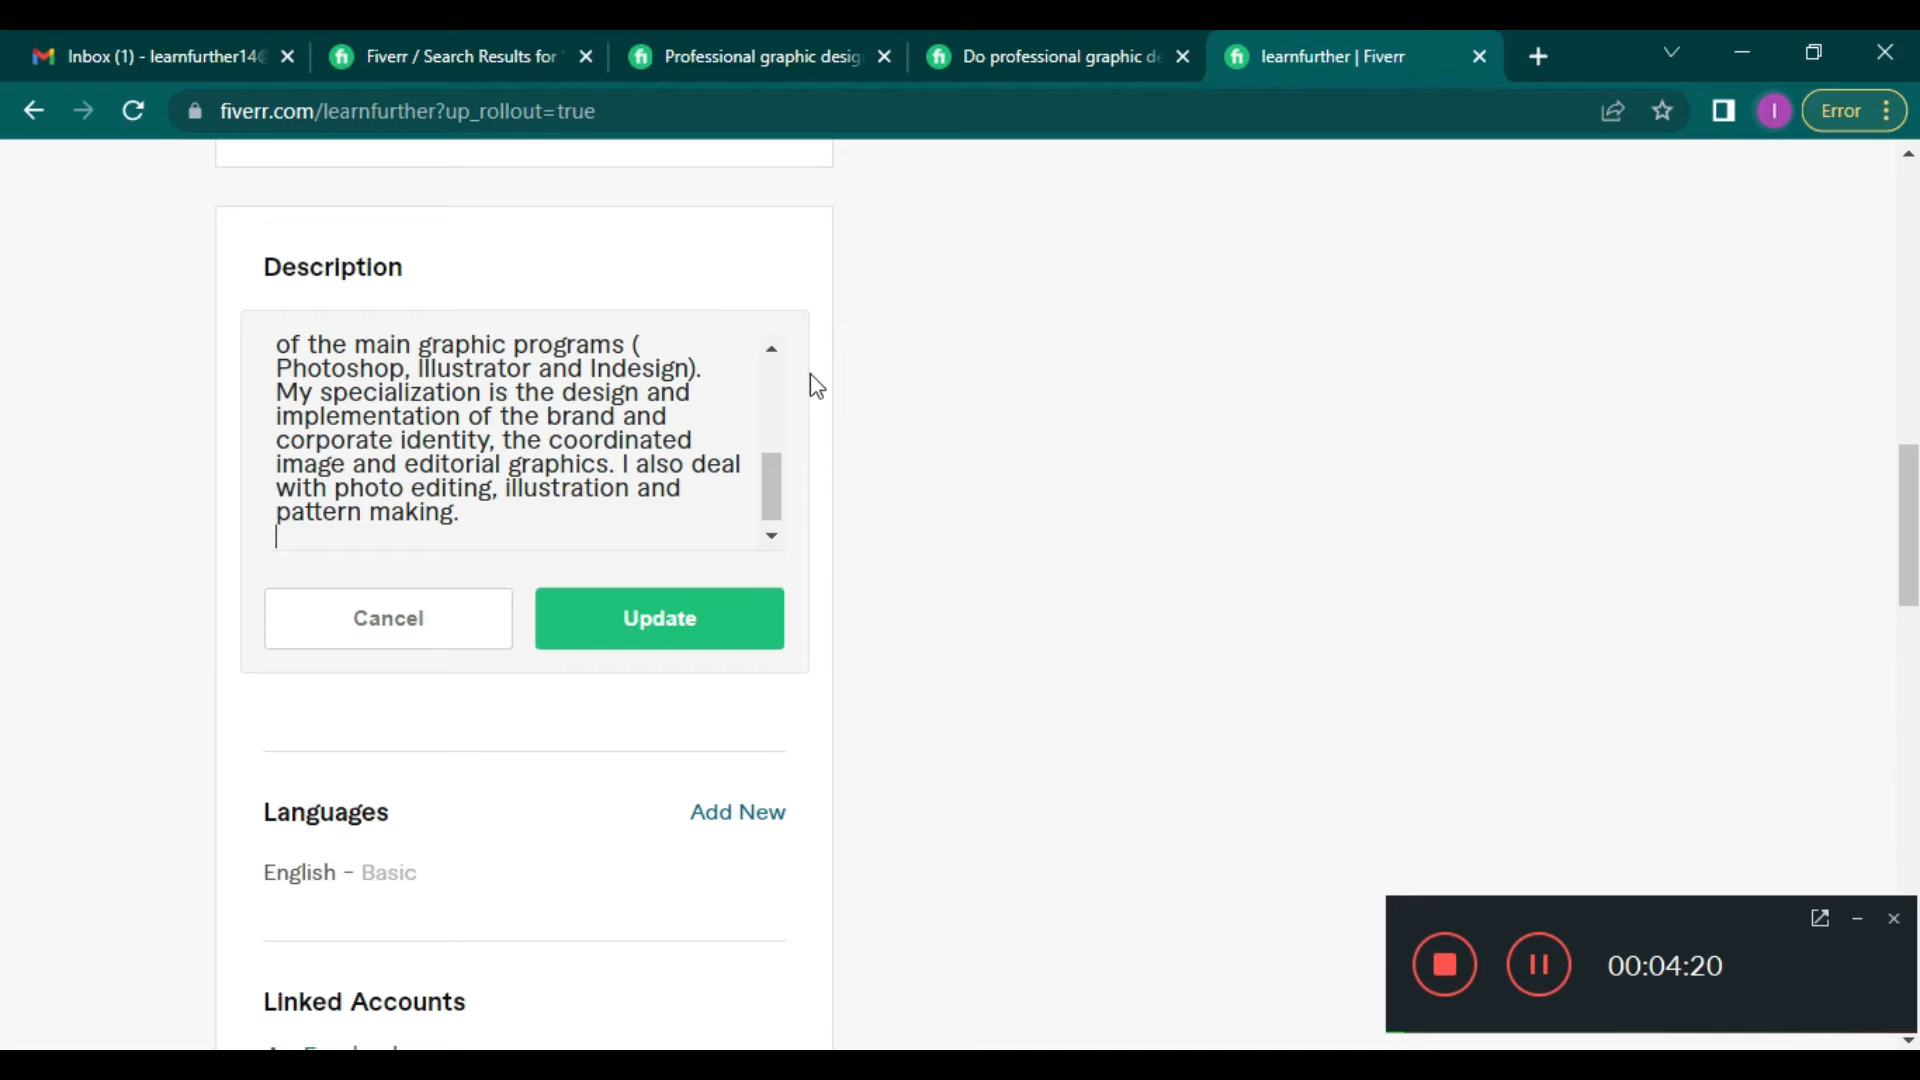 Inbox (1) - learnfurther14@
Fiverr / Search Results for
Professional graphic desig
Do professional graphic de
learnfurther | Fiverr
fiverr.com/learnfurther?up_rollout=true
I
Error
Description
of the main graphic programs (
Photoshop, Illustrator and Indesign).
My specialization is the design and
implementation of the brand and
corporate identity, the coordinated
image and editorial graphics. I also deal
with photo editing, illustration and
pattern making.
Cancel
Update
Languages
Add New
English - Basic
Linked Accounts
00:04:20